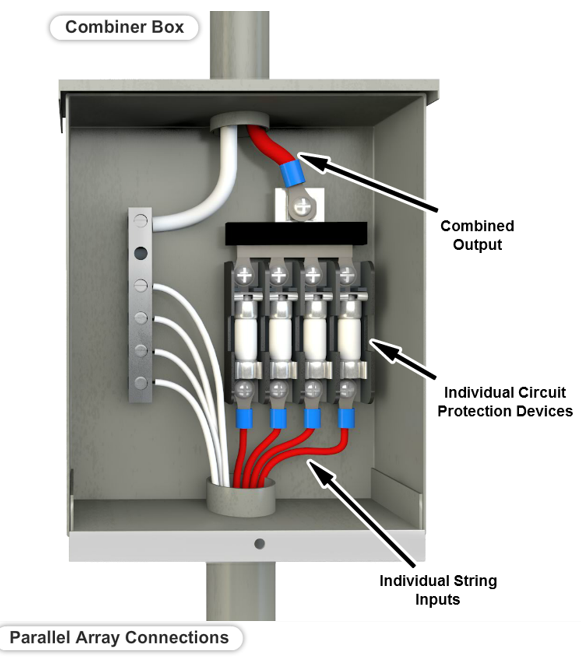 Combiner Box
Combined
Output
Individual Circuit
Protection Devices
Individual String
Inputs
Parallel Array Connections